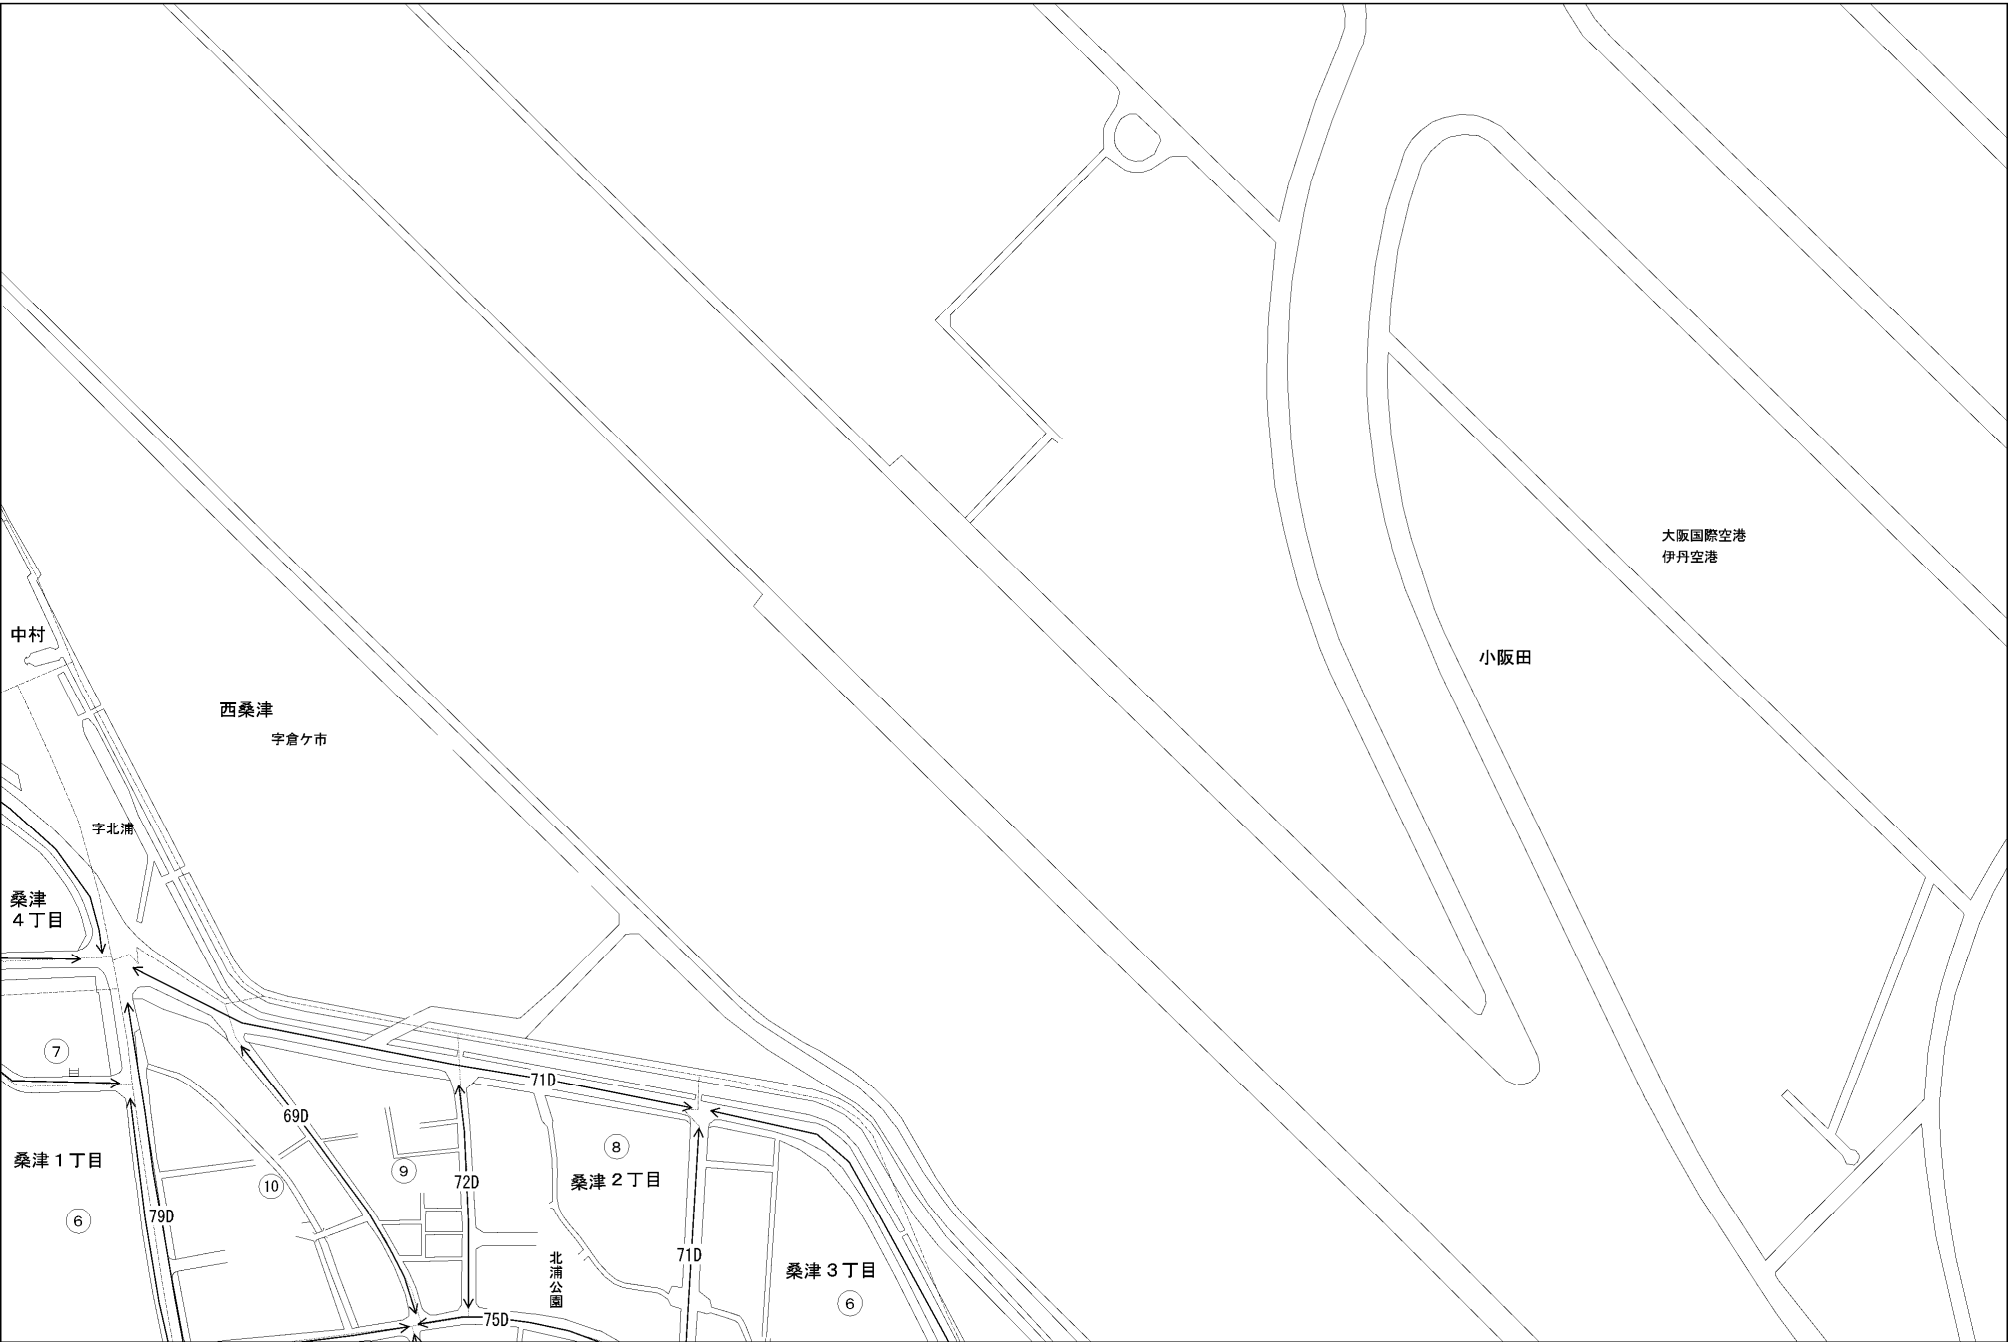 大阪国際空港
伊丹空港
小阪田
中村
西桑津
字倉ケ市
字北浦
桑津
４丁目
7
71D
69D
8
桑津１丁目
9
桑津２丁目
72D
10
79D
6
71D
北浦公園
桑津３丁目
6
75D